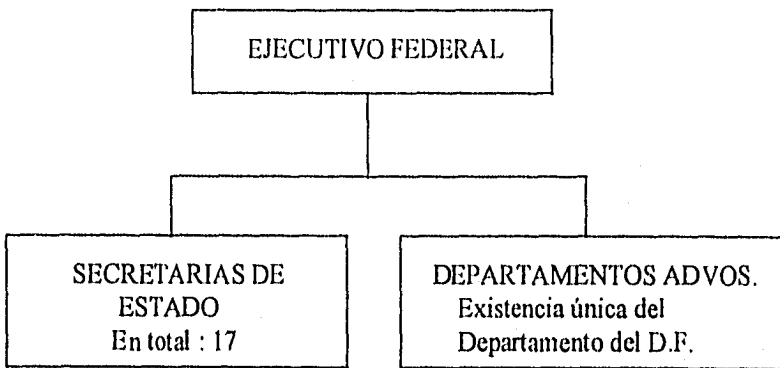 EJECUTIVO FEDERAL
SECRETARIAS DE
ESTADO
En total : 17
DEPARTAMENTOS ADVOS.
Existencia única del
Departamento del D.F.